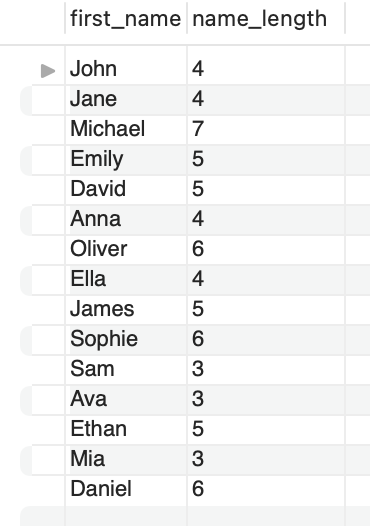 first_name name_length
John 4
Jane 4
Michael 7
Emily 5
David 5
Anna 4
Oliver 6
Ella 4
James 5
Sophie 6
Sam 3
Ava 3
Ethan 5
Mia 3
Daniel 6